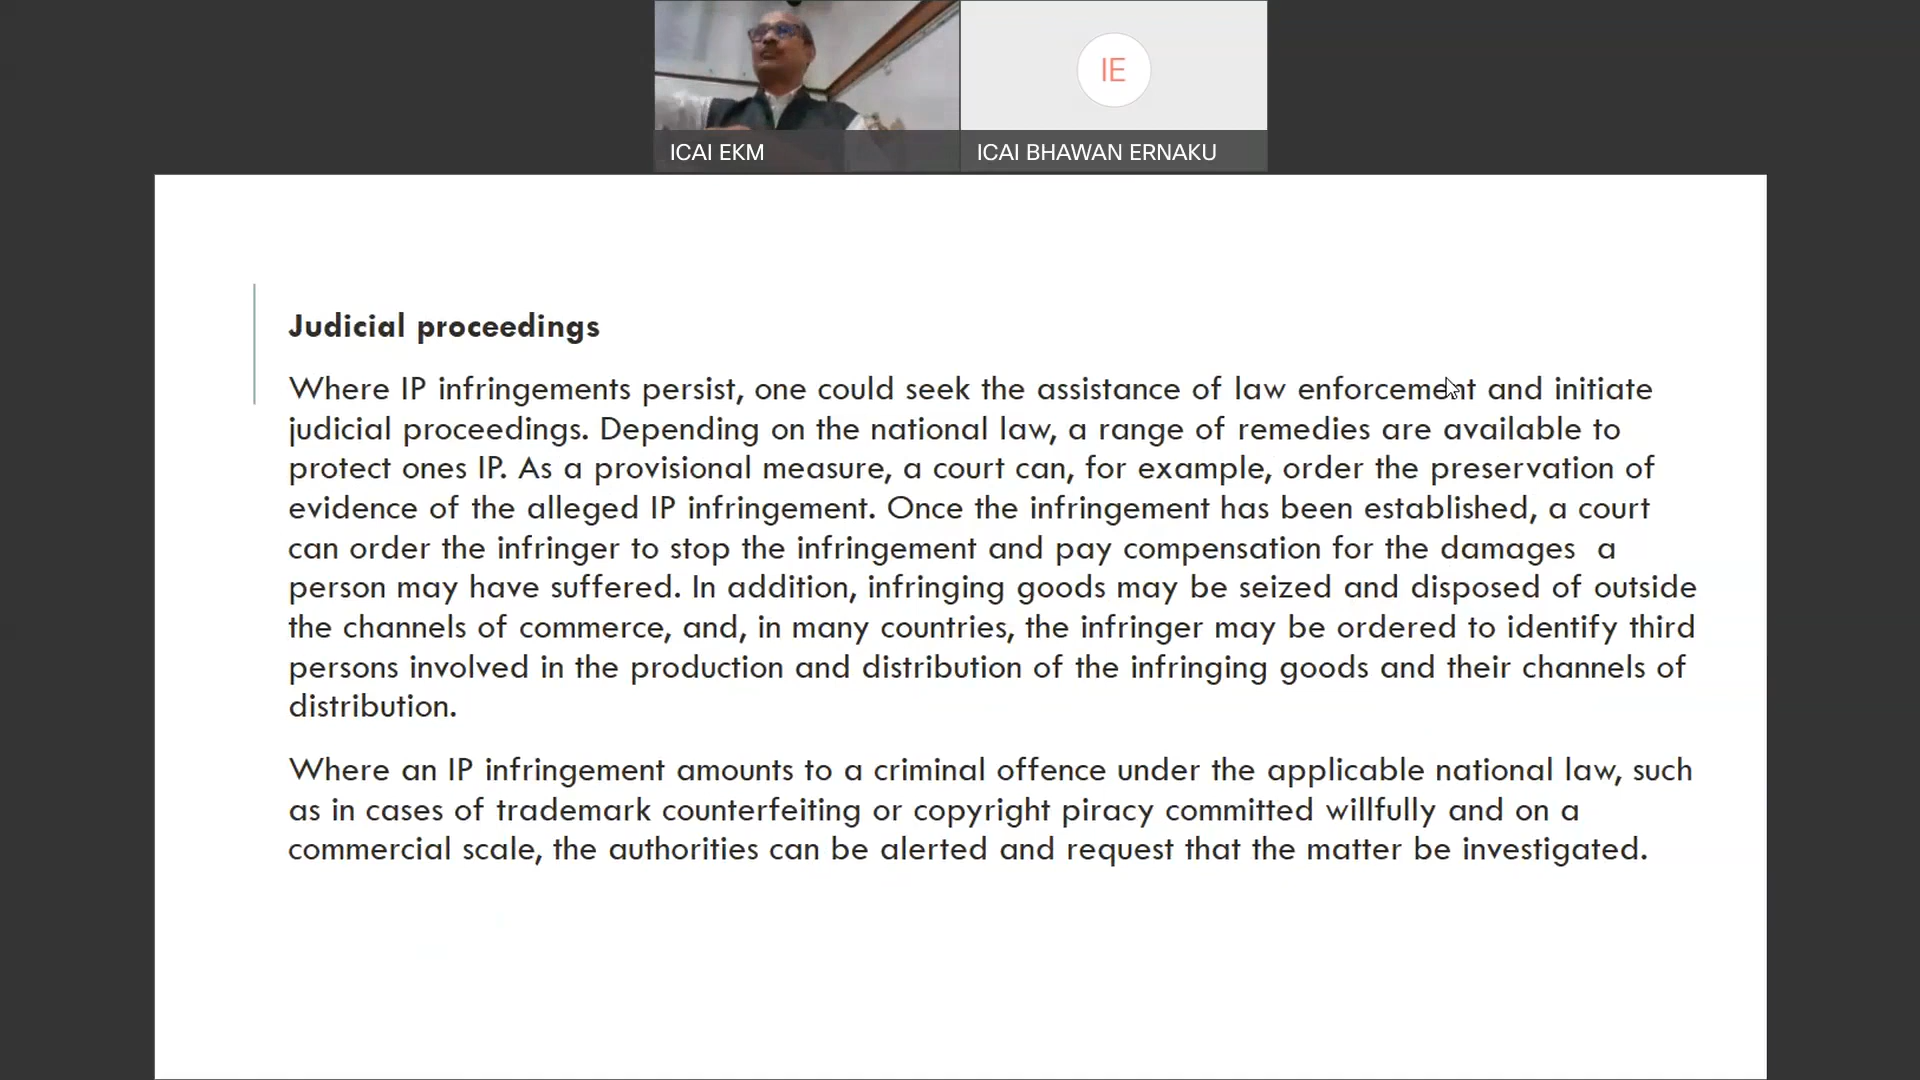 IE
ICAI EKM
ICAI BHAWAN ERNAKU
Judicial proceedings
Where IP infringements persist, one could seek the assistance of law enforcement and initiate
judicial proceedings. Depending on the national law, a range of remedies are available to
protect ones IP. As a provisional measure, a court can, for example, order the preservation of
evidence of the alleged IP infringement. Once the infringement has been established, a court
can order the infringer to stop the infringement and pay compensation for the damages  a
person may have suffered. In addition, infringing goods may be seized and disposed of outside
the channels of commerce, and, in many countries, the infringer may be ordered to identify third
persons involved in the production and distribution of the infringing goods and their channels of
distribution.
Where an IP infringement amounts to a criminal offence under the applicable national law, such
as in cases of trademark counterfeiting or copyright piracy committed willfully and on a
commercial scale, the authorities can be alerted and request that the matter be investigated.